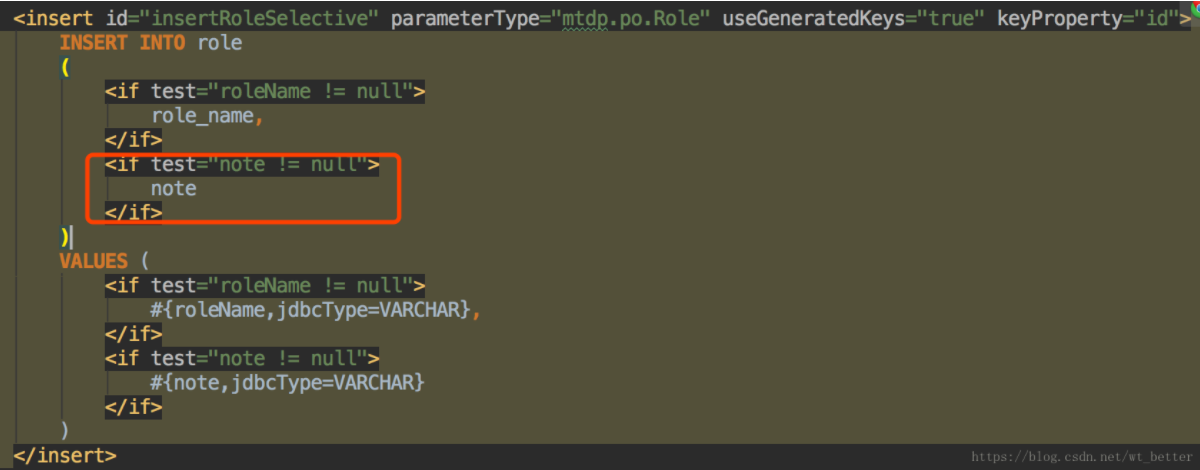 <insert id="insertRoleSelective" parameterType="mtdp.po.Role" useGeneratedKeys="true" keyProperty="id">
INSERT INTO role
(
<if test="roleName != null">
role_name,
</if>
<if test="note != null">
note
</if>
)
VALUES (
<if test="roleName != null">
#{roleName,jdbcType=VARCHAR},
</if>
<if test="note != null">
#{note,jdbcType=VARCHAR}
</if>
)
</insert>
https://blog.csdn.net/wt_better